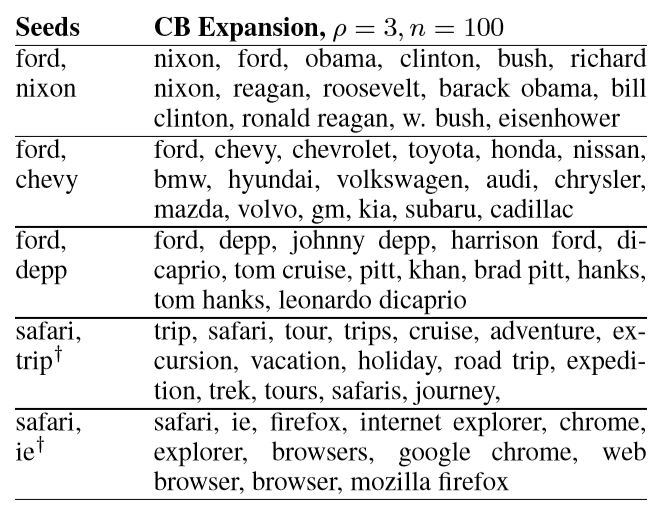 Seeds CB Expansion, ρ = 3, n = 100
ford, nixon, ford, obama, clinton, bush, richard
nixon nixon, reagan, roosevelt, barack obama, bill
clinton, ronald reagan, w. bush, eisenhower
ford, ford, chevy, chevrolet, toyota, honda, nissan,
chevy bmw, hyundai, volkswagen, audi, chrysler,
mazda, volvo, gm, kia, subaru, cadillac
ford, ford, depp, johnny depp, harrison ford, di-
depp caprio, tom cruise, pitt, khan, brad pitt, hanks,
tom hanks, leonardo dicaprio
safari, trip, safari, tour, trips, cruise, adventure, ex-
trip† cursion, vacation, holiday, road trip, expedi-
tion, trek, tours, safaris, journey,
safari, safari, ie, firefox, internet explorer, chrome,
ie† explorer, browsers, google chrome, web
browser, browser, mozilla firefox